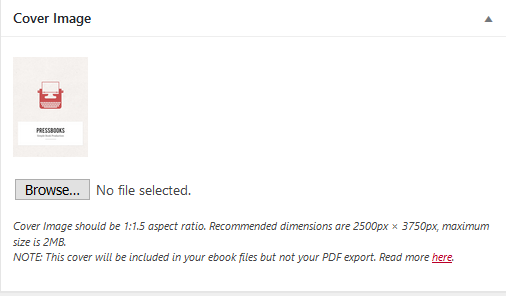 Cover Image
PRESSBOOKS
Browse... No file selected.
Cover Image should be 1:1.5 aspect ratio. Recommended dimensions are 2500px × 3750px, maximum
size is 2MB.
NOTE: This cover will be included in your ebook files but not your PDF export. Read more here.